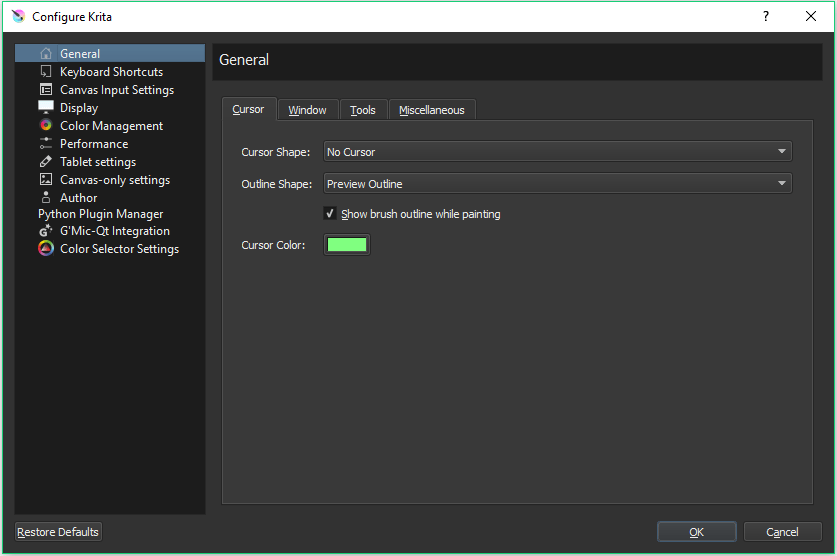 Configure Krita
?
General
Keyboard Shortcuts
Canvas Input Settings
Display
Color Management
Performance
Tablet settings
Canvas-only settings
Author
Python Plugin Manager
G'Mic-Qt Integration
Color Selector Settings
General
Cursor Window Tools Miscellaneous
Cursor Shape: No Cursor
Outline Shape: Preview Outline
Show brush outline while painting
Cursor Color:
Restore Defaults OK Cancel